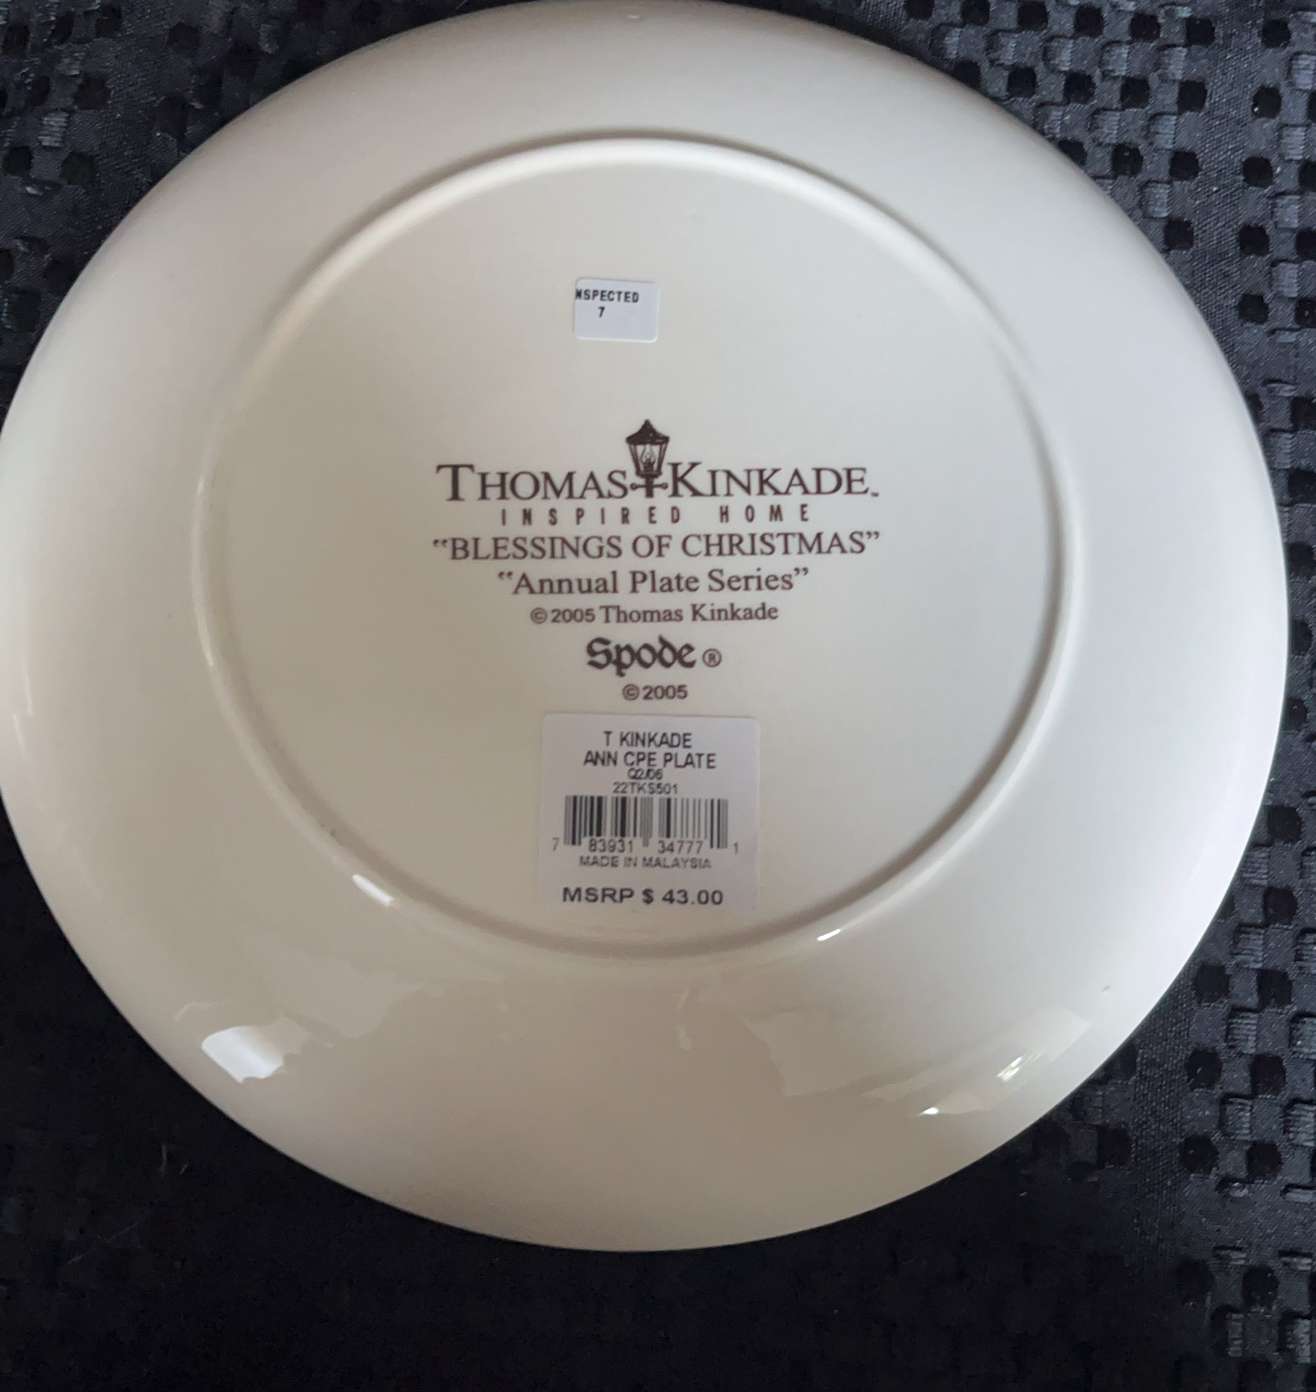 NSPECTED
7
THOMAS KINKADE™
INSPIRED HOME
“BLESSINGS OF CHRISTMAS”
“Annual Plate Series”
©2005 Thomas Kinkade
Spode ®
©2005
T KINKADE
ANN CPE PLATE
Q2/06
22TKS501
7 83931 34777 1
MADE IN MALAYSIA
MSRP $ 43.00